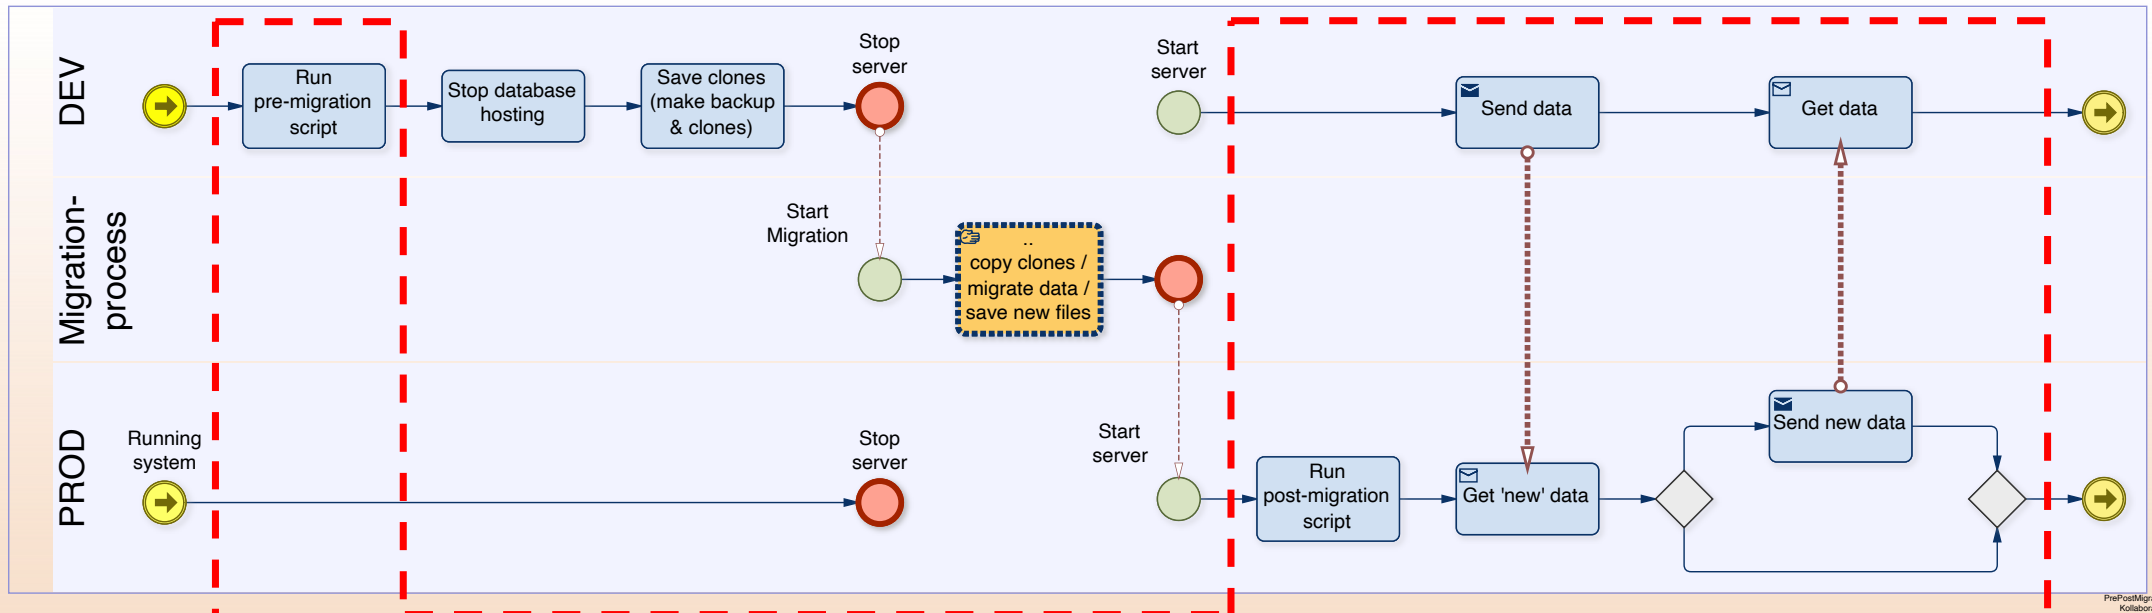 DEV
Run
pre-migration
script
Stop database
hosting
Save clones
(make backup
& clones)
Stop
server
Start
server
Send data
Get data
Migration-
process
Start
Migration
..
copy clones /
migrate data /
save new files
PROD
Running
system
Stop
server
Start
server
Run
post-migration
script
Get 'new' data
Send new data
PrePostMigr
Kollabor